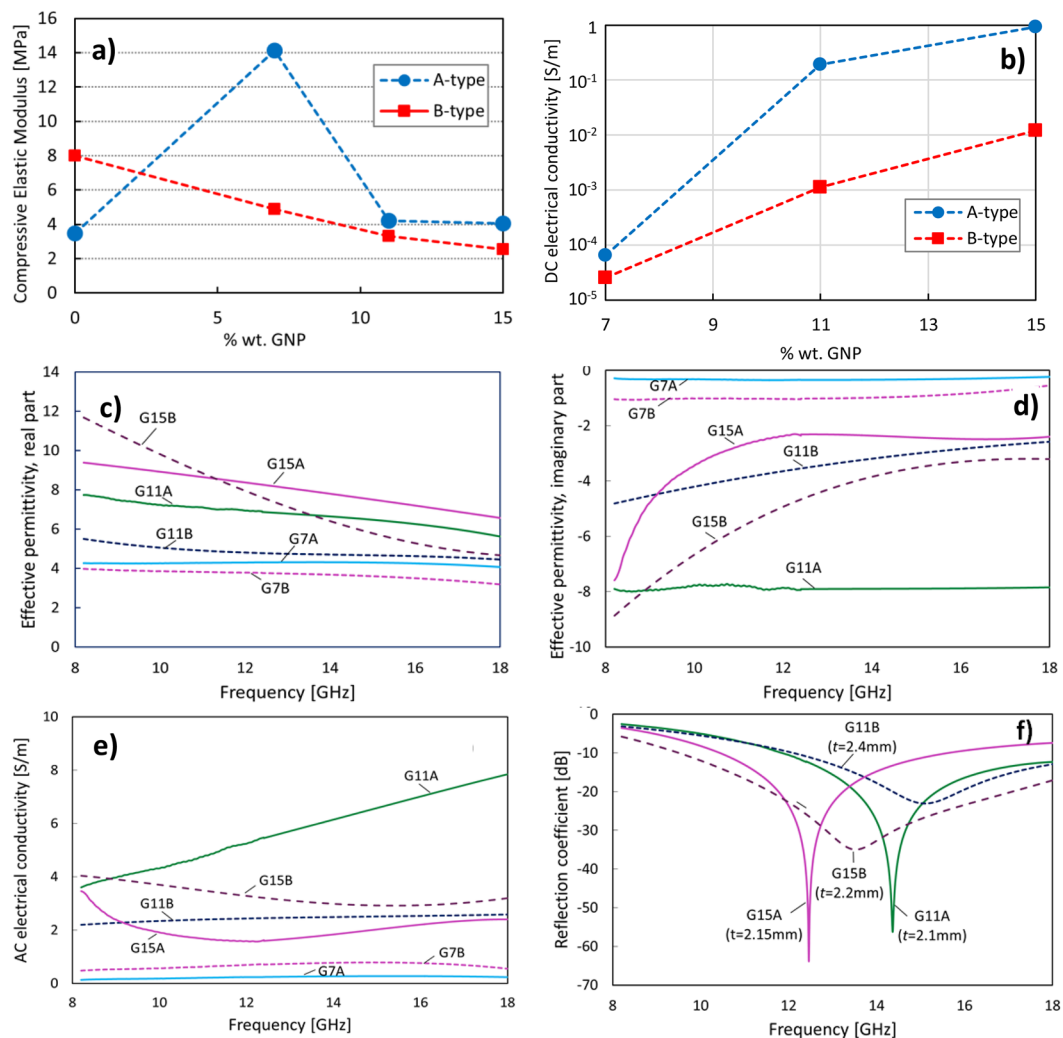 a)
Compressive Elastic Modulus [MPa]
16
14
12
10
8
6
4
2
0
0
5
10
15
% wt. GNP
A-type
B-type
b)
DC electrical conductivity [S/m]
1
10-1
10-2
10-3
10-4
10-5
7
9
11
13
15
% wt. GNP
A-type
B-type
c)
Effective permittivity, real part
14
12
10
8
6
4
2
0
8
10
12
14
16
18
Frequency [GHz]
G15B
G15A
G11A
G11B
G7A
G7B
d)
Effective permittivity, imaginary part
0
-2
-4
-6
-8
-10
8
10
12
14
16
18
Frequency [GHz]
G7A
G7B
G15A
G11B
G15B
G11A
e)
AC electrical conductivity [S/m]
10
8
6
4
2
0
8
10
12
14
16
18
Frequency [GHz]
G11A
G15B
G11B
G15A
G7B
G7A
f)
Reflection coefficient [dB]
0
-10
-20
-30
-40
-50
-60
-70
8
10
12
14
16
18
Frequency [GHz]
G11B
(t=2.4mm)
G15B
(t=2.2mm)
G15A
(t=2.15mm)
G11A
(t=2.1mm)